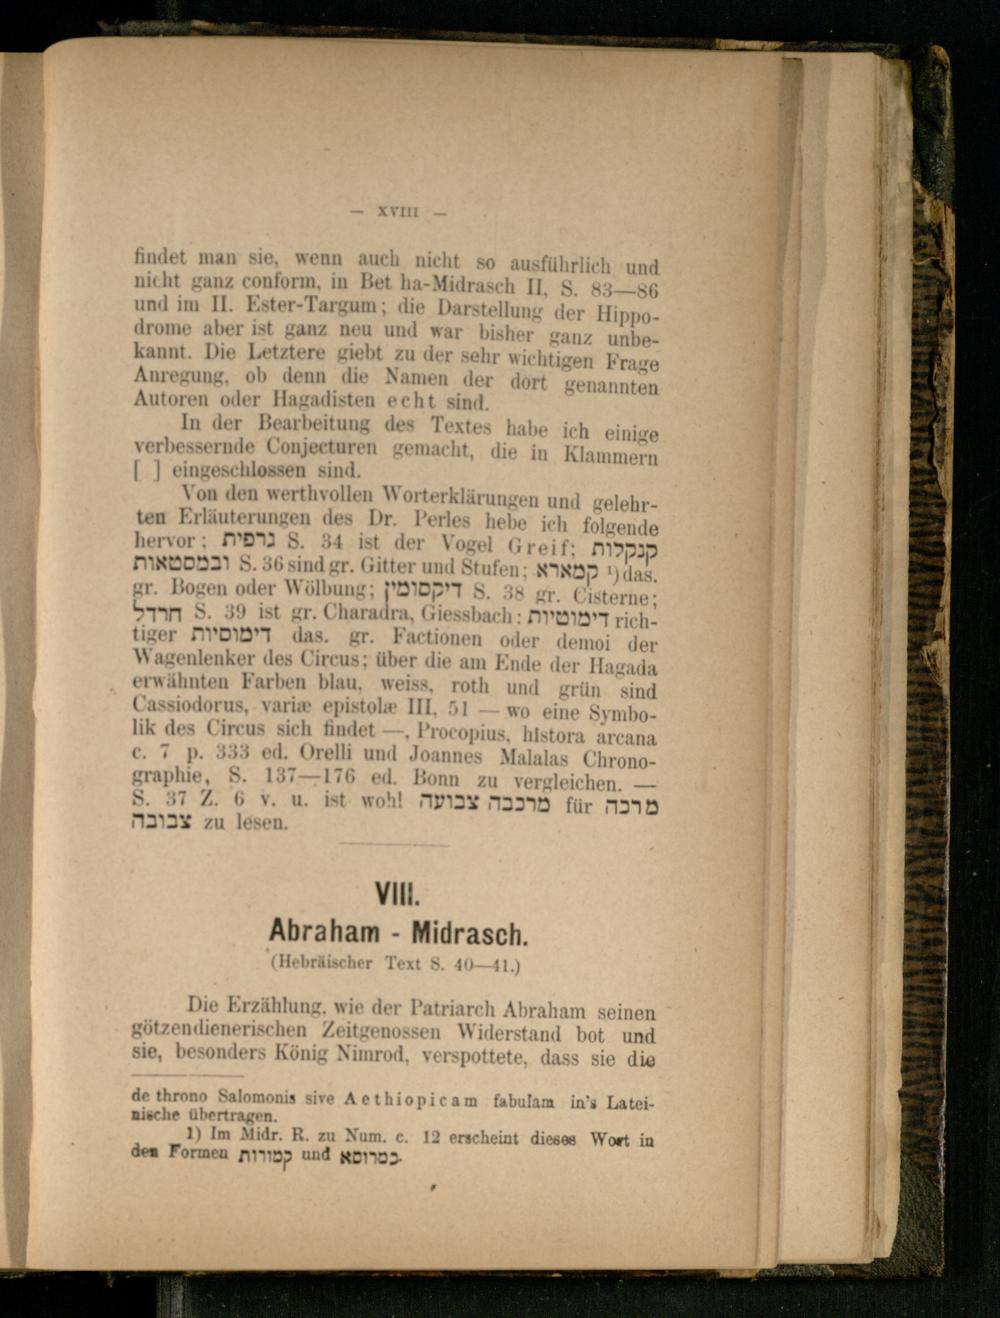 — XVIII —
findet man sie, wenn auch nicht so ausführlich und
nicht ganz conform, in Bet ha-Midrasch II, S. 83—86
und im II. Ester-Targum; die Darstellung der Hippo-
drome aber ist ganz neu und war bisher ganz unbe-
kannt. Die Letztere giebt zu der sehr wichtigen Frage
Anregung, ob denn die Namen der dort genannten
Autoren oder Hagadisten echt sind.
In der Bearbeitung des Textes habe ich einige
verbessernde Conjecturen gemacht, die in Klammern
[ ] eingeschlossen sind.
Von den werthvollen Worterklärungen und gelehr-
ten Erläuterungen des Dr. Perles hebe ich folgende
hervor: גרפית S. 34 ist der Vogel Greif; קנקלות
ובמסטאות S. 36 sind gr. Gitter und Stufen; קמארא ¹) das.
gr. Bogen oder Wölbung; דיקסומין S. 38 gr. Cisterne;
חרדל S. 39 ist gr. Charadra, Giessbach; דימוטיות rich-
tiger דימוסיות das. gr. Factionen oder demoi der
Wagenlenker des Circus; über die am Ende der Hagada
erwähnten Farben blau, weiss, roth und grün sind
Cassiodorus, variæ epistolæ III, 51 — wo eine Symbo-
lik des Circus sich findet —, Procopius, histora arcana
c. 7 p. 333 ed. Orelli und Joannes Malalas Chrono-
graphie, S. 137—176 ed. Bonn zu vergleichen. —
S. 37 Z. 6 v. u. ist wohl מרכבה צבועה für מרכה
צבובה zu lesen.
VIII.
Abraham - Midrasch.
(Hebräischer Text S. 40—41.)
Die Erzählung, wie der Patriarch Abraham seinen
götzendienerischen Zeitgenossen Widerstand bot und
sie, besonders König Nimrod, verspottete, dass sie die
de throno Salomonis sive Aethiopicam fabulam in's Latei-
nische übertragen.
1) Im Midr. R. zu Num. c. 12 erscheint dieses Wort in
den Formen קמורות und כמרוסא.